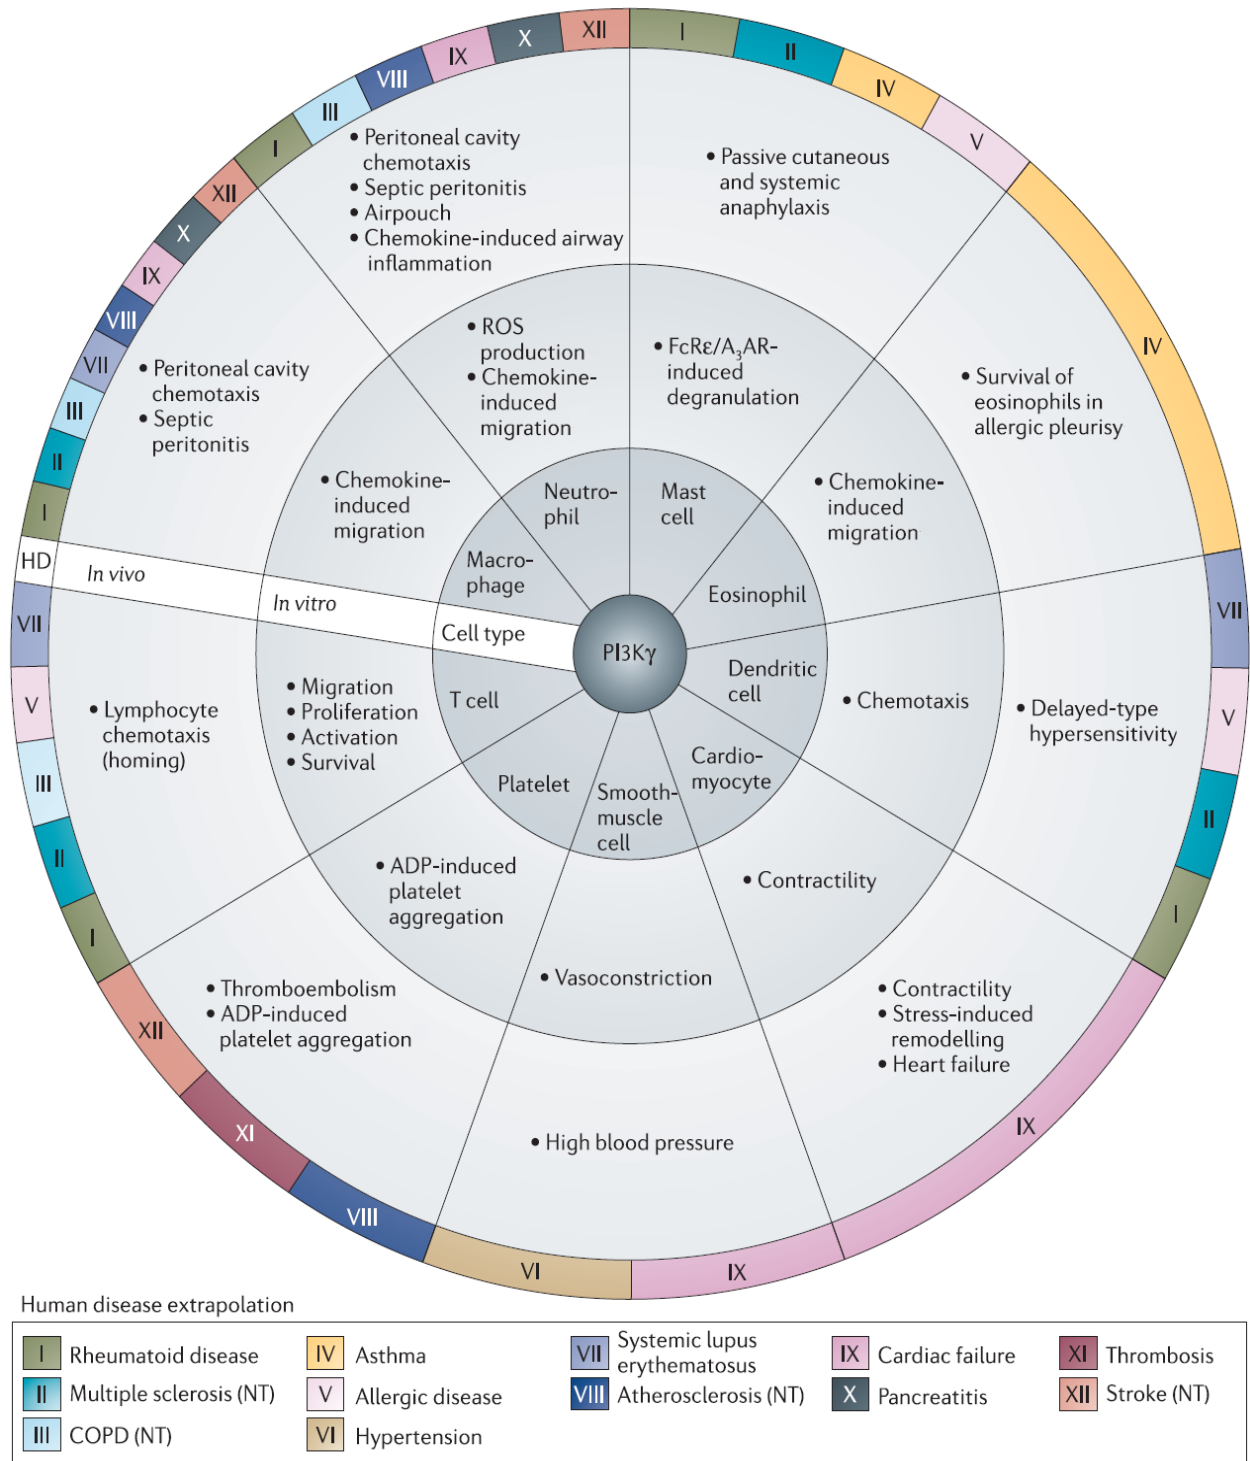 XII
I
II
IV
V
IV
VII
V
II
I
IX
IX
VI
VIII
XI
XII
I
II
III
V
VII
HD
I
II
III
VII
VIII
IX
X
XII
I
III
VIII
IX
X
• Peritoneal cavity
chemotaxis
• Septic peritonitis
• Airpouch
• Chemokine-induced airway
inflammation
• Passive cutaneous
and systemic
anaphylaxis
• Survival of
eosinophils in
allergic pleurisy
• Delayed-type
hypersensitivity
• Contractility
• Stress-induced
remodelling
• Heart failure
• High blood pressure
• Thromboembolism
• ADP-induced
platelet aggregation
• Lymphocyte
chemotaxis
(homing)
In vivo
• Peritoneal cavity
chemotaxis
• Septic
peritonitis
• ROS
production
• Chemokine-
induced
migration
• FcRε/A₃AR-
induced
degranulation
• Chemokine-
induced
migration
• Chemotaxis
• Contractility
• Vasoconstriction
• ADP-induced
platelet
aggregation
• Migration
• Proliferation
• Activation
• Survival
In vitro
• Chemokine-
induced
migration
Neutro-
phil
Mast
cell
Eosinophil
Dendritic
cell
Cardio-
myocyte
Smooth-
muscle
cell
Platelet
T cell
Cell type
Macro-
phage
PI3Kγ
Human disease extrapolation
I Rheumatoid disease
II Multiple sclerosis (NT)
III COPD (NT)
IV Asthma
V Allergic disease
VI Hypertension
VII Systemic lupus
erythematosus
VIII Atherosclerosis (NT)
IX Cardiac failure
X Pancreatitis
XI Thrombosis
XII Stroke (NT)